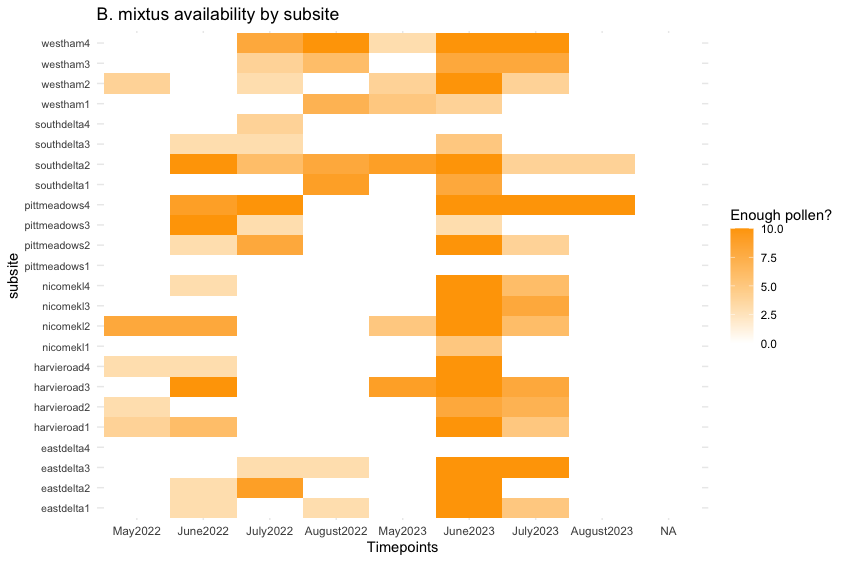 B. mixtus availability by subsite
westham4
westham3
westham2
westham1
southdelta4
southdelta3
southdelta2
southdelta1
pittmeadows4
pittmeadows3
pittmeadows2
pittmeadows1
nicomekl4
nicomekl3
nicomekl2
nicomekl1
harvieroad4
harvieroad3
harvieroad2
harvieroad1
eastdelta4
eastdelta3
eastdelta2
eastdelta1
subsite
May2022 June2022 July2022 August2022 May2023 June2023 July2023 August2023 NA
Timepoints
Enough pollen?
10.0
7.5
5.0
2.5
0.0